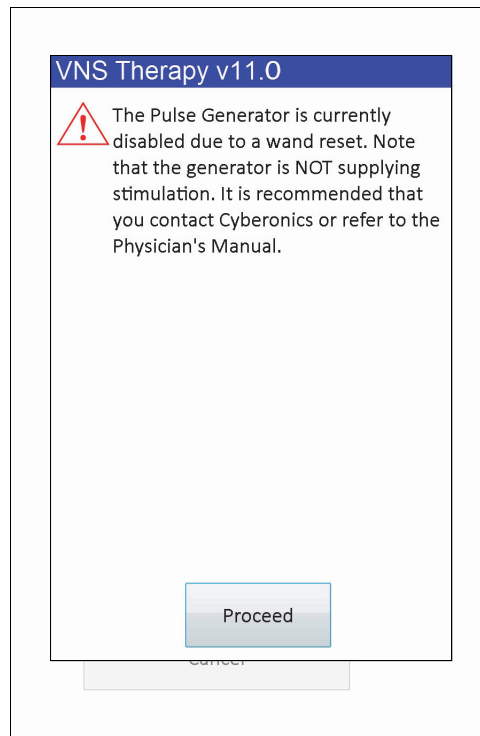 VNS Therapy v11.0
The Pulse Generator is currently
disabled due to a wand reset. Note
that the generator is NOT supplying
stimulation. It is recommended that
you contact Cyberonics or refer to the
Physician's Manual.
Proceed
Cancel